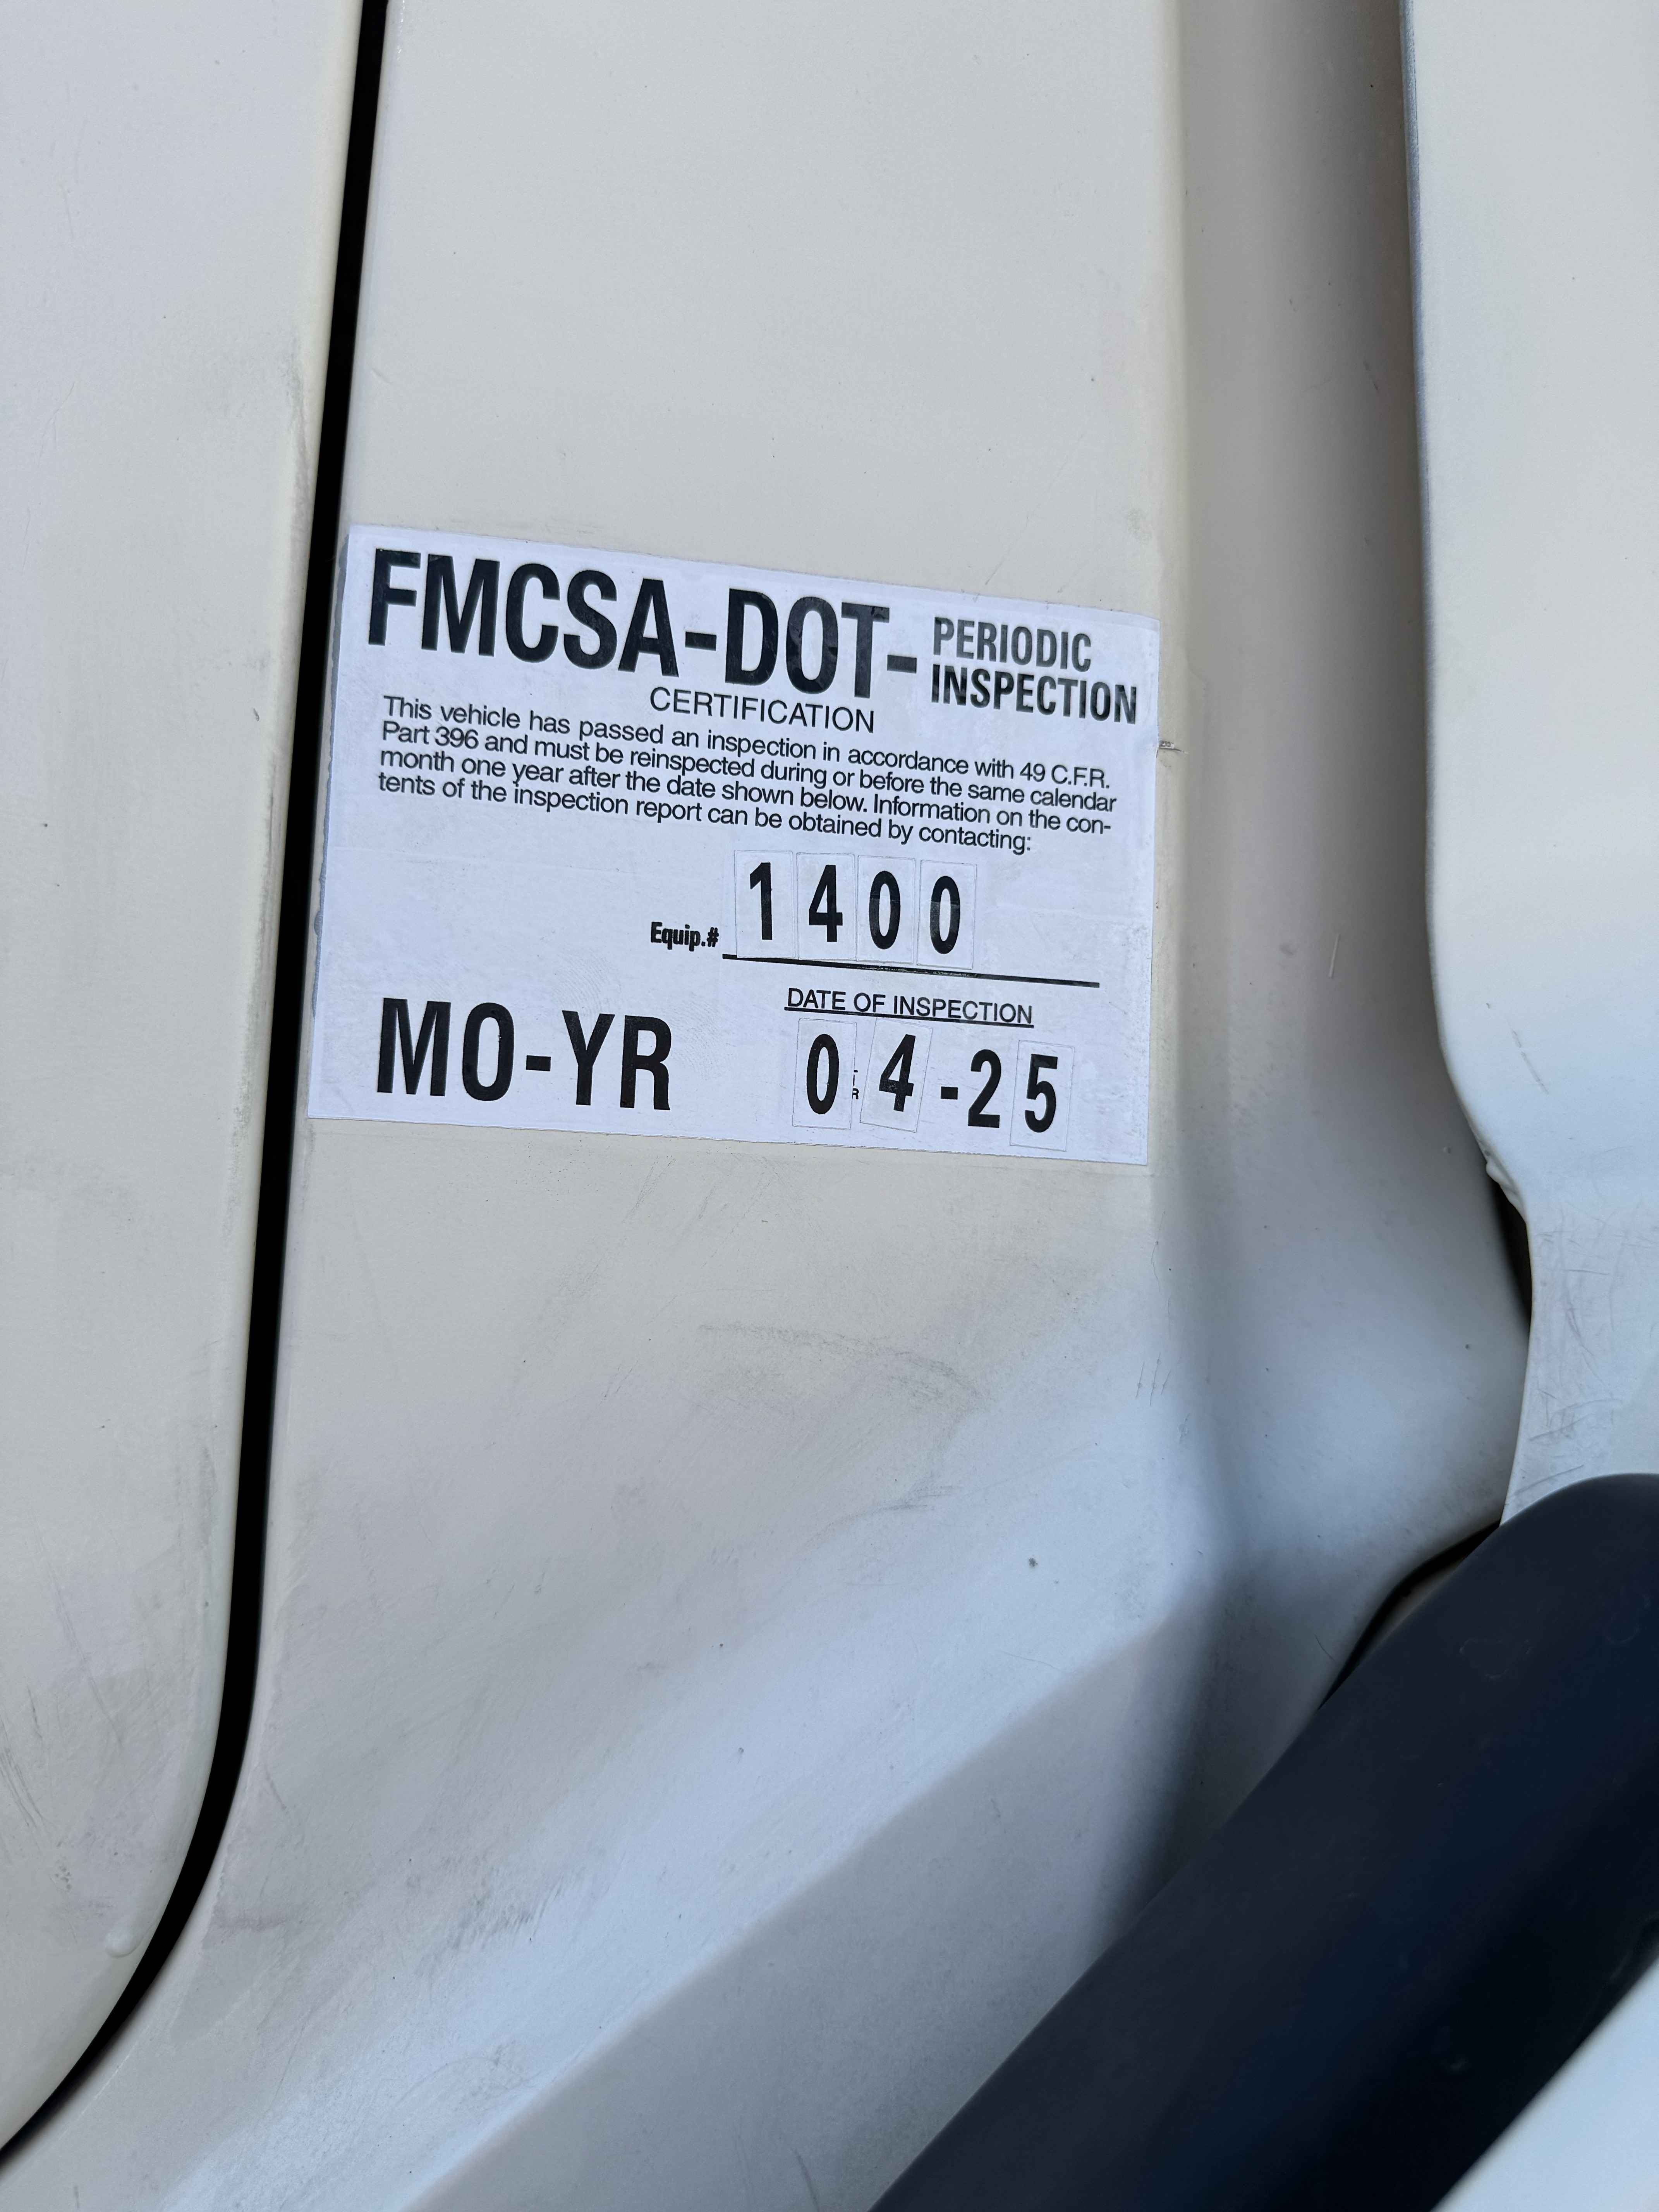 FMCSA-DOT- PERIODIC INSPECTION
CERTIFICATION
This vehicle has passed an inspection in accordance with 49 C.F.R.
Part 396 and must be reinspected during or before the same calendar
month one year after the date shown below. Information on the con-
tents of the inspection report can be obtained by contacting:
Equip.# 1400
DATE OF INSPECTION
MO-YR 04-25